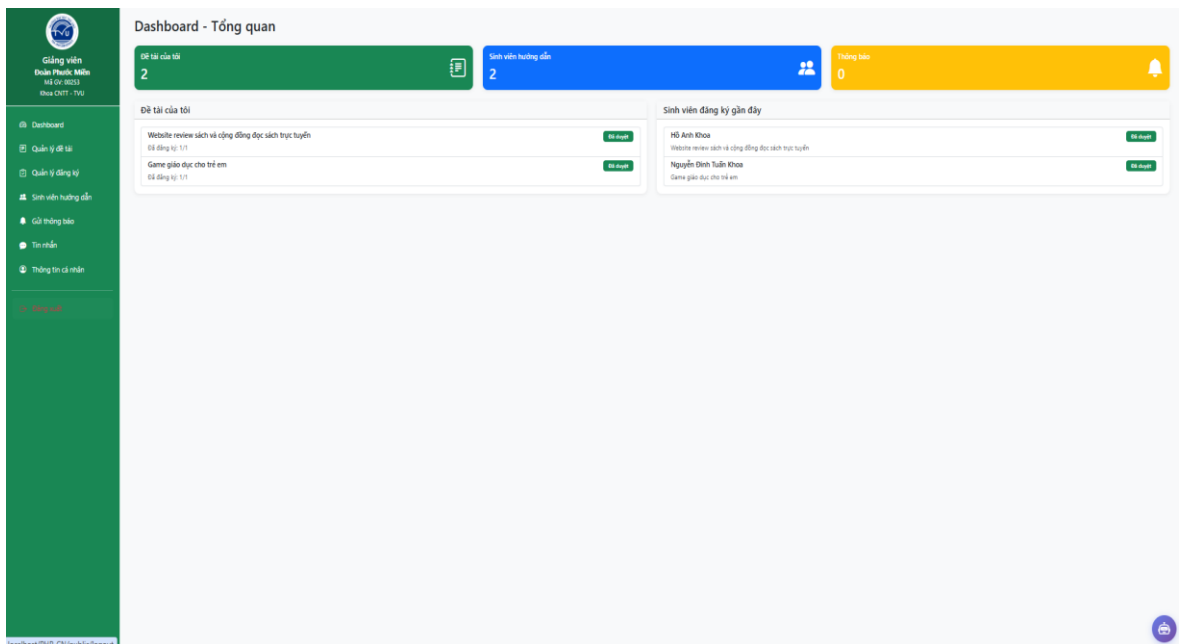 Dashboard - Tổng quan
Giảng viên
Đoàn Phước Miền
Mã GV: 00253
Khoa CNTT - TVU
Dashboard
Quản lý đề tài
Quản lý đăng ký
Sinh viên hướng dẫn
Gửi thông báo
Tin nhắn
Thông tin cá nhân
Đăng xuất
Đề tài của tôi
2
Sinh viên hướng dẫn
2
Thông báo
0
Đề tài của tôi
Website review sách và cộng đồng đọc sách trực tuyến
Đã duyệt
Đã đăng ký: 1/1
Game giáo dục cho trẻ em
Đã duyệt
Đã đăng ký: 1/1
Sinh viên đăng ký gần đây
Hồ Anh Khoa
Đã duyệt
Website review sách và cộng đồng đọc sách trực tuyến
Nguyễn Đình Tuấn Khoa
Đã duyệt
Game giáo dục cho trẻ em